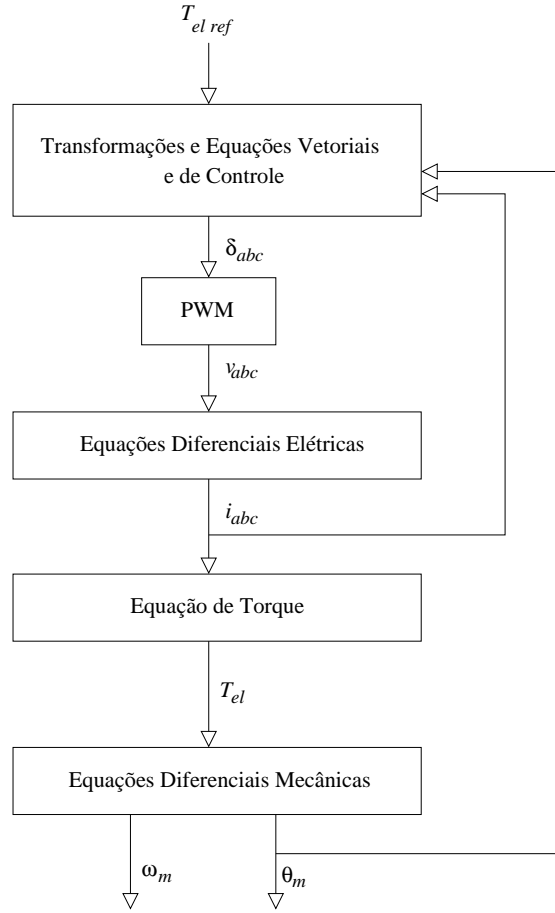 T_el ref
Transformações e Equações Vetoriais
e de Controle
δ_abc
PWM
v_abc
Equações Diferenciais Elétricas
i_abc
Equação de Torque
T_el
Equações Diferenciais Mecânicas
ω_m
θ_m